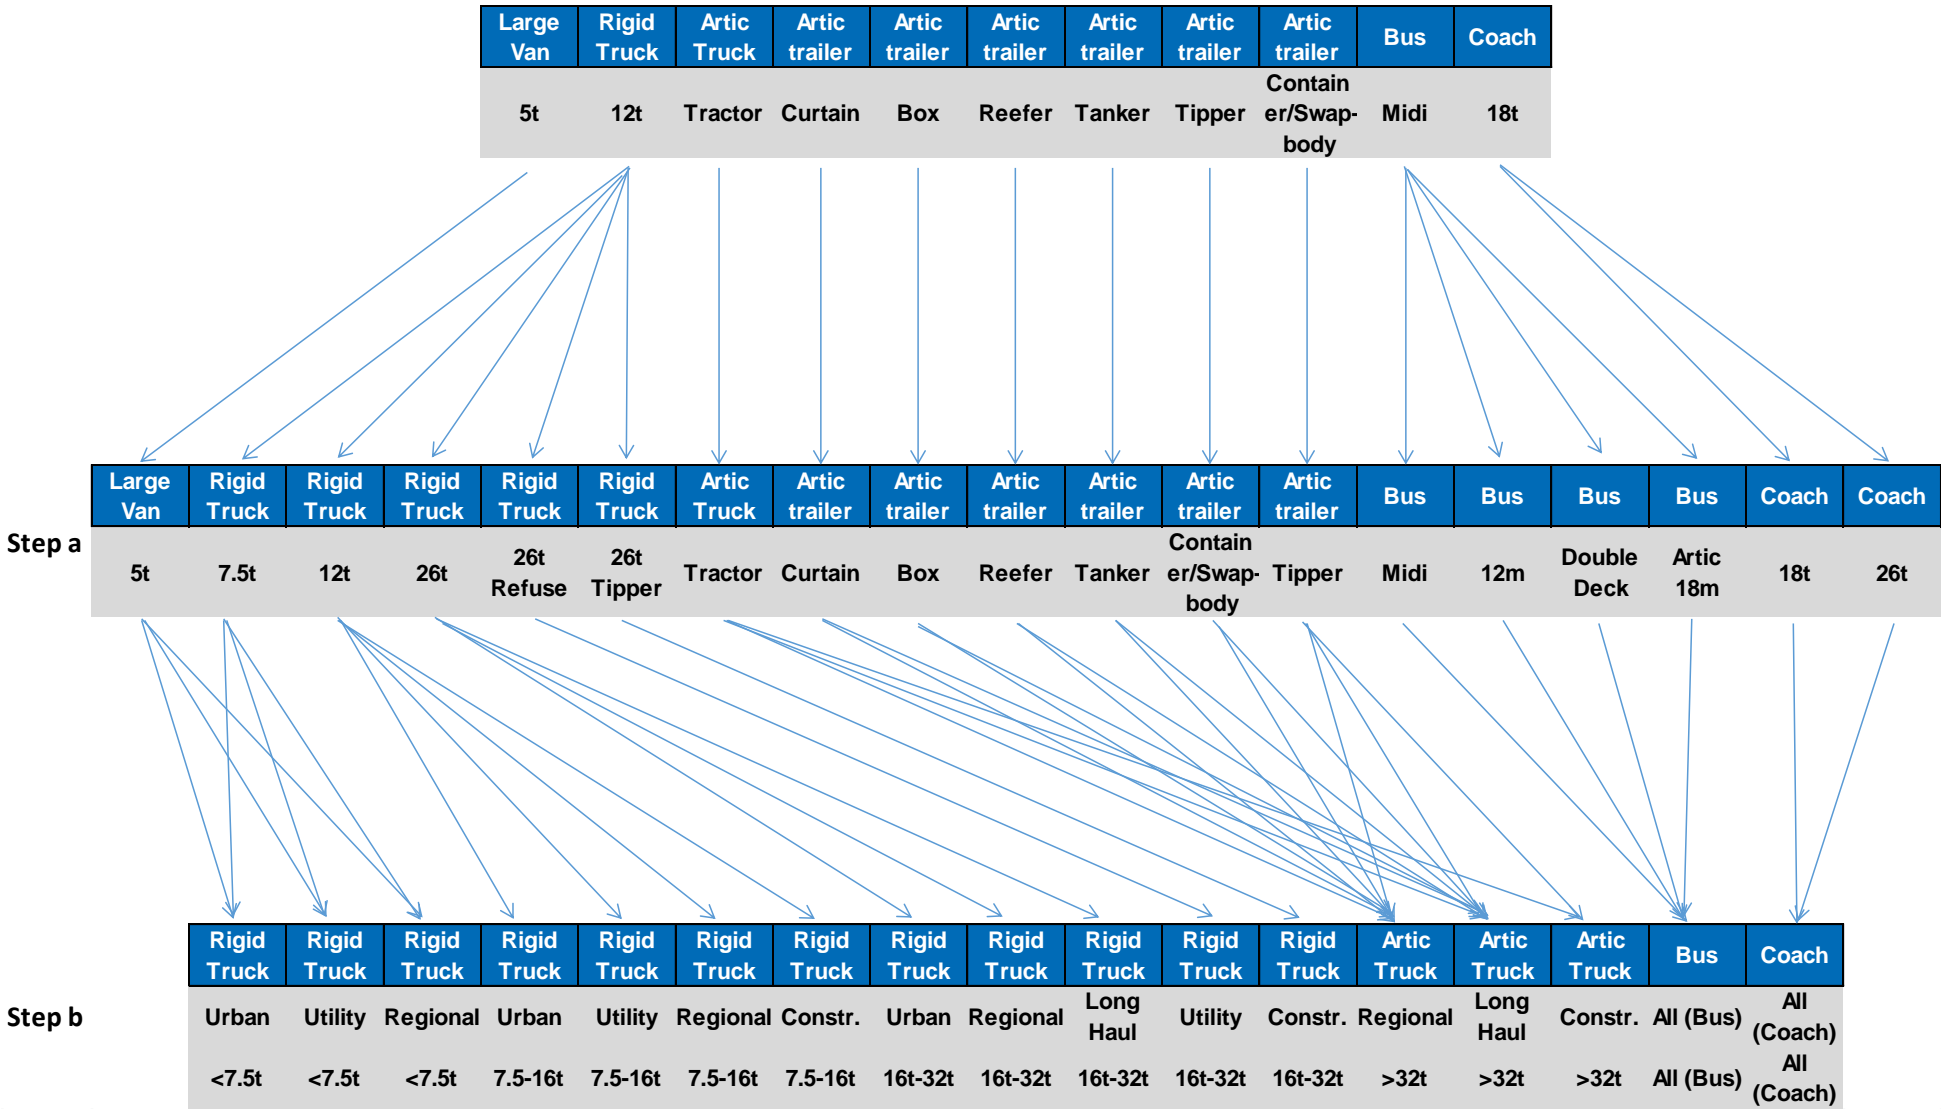 Large Rigid Artic Artic Artic Artic Artic Artic Artic Bus Coach
Van Truck Truck trailer trailer trailer trailer trailer trailer
5t 12t Tractor Curtain Box Reefer Tanker Tipper Contain er/Swap- body Midi 18t
Large Rigid Rigid Rigid Rigid Rigid Artic Artic Artic Artic Artic Artic Artic Bus Bus Bus Bus Coach Coach
Van Truck Truck Truck Truck Truck Truck trailer trailer trailer trailer trailer trailer
Step a
5t 7.5t 12t 26t 26t Refuse 26t Tipper Tractor Curtain Box Reefer Tanker Contain er/Swap- body Tipper Midi 12m Double Deck Artic 18m 18t 26t
Rigid Rigid Rigid Rigid Rigid Rigid Rigid Rigid Rigid Rigid Rigid Rigid Artic Artic Artic Bus Coach
Truck Truck Truck Truck Truck Truck Truck Truck Truck Truck Truck Truck Truck Truck Truck
Step b
Urban Utility Regional Urban Utility Regional Constr. Urban Regional Long Haul Utility Constr. Regional Long Haul Constr. All (Bus) All (Coach)
<7.5t <7.5t <7.5t 7.5-16t 7.5-16t 7.5-16t 7.5-16t 16t-32t 16t-32t 16t-32t 16t-32t 16t-32t >32t >32t >32t All (Bus) All (Coach)